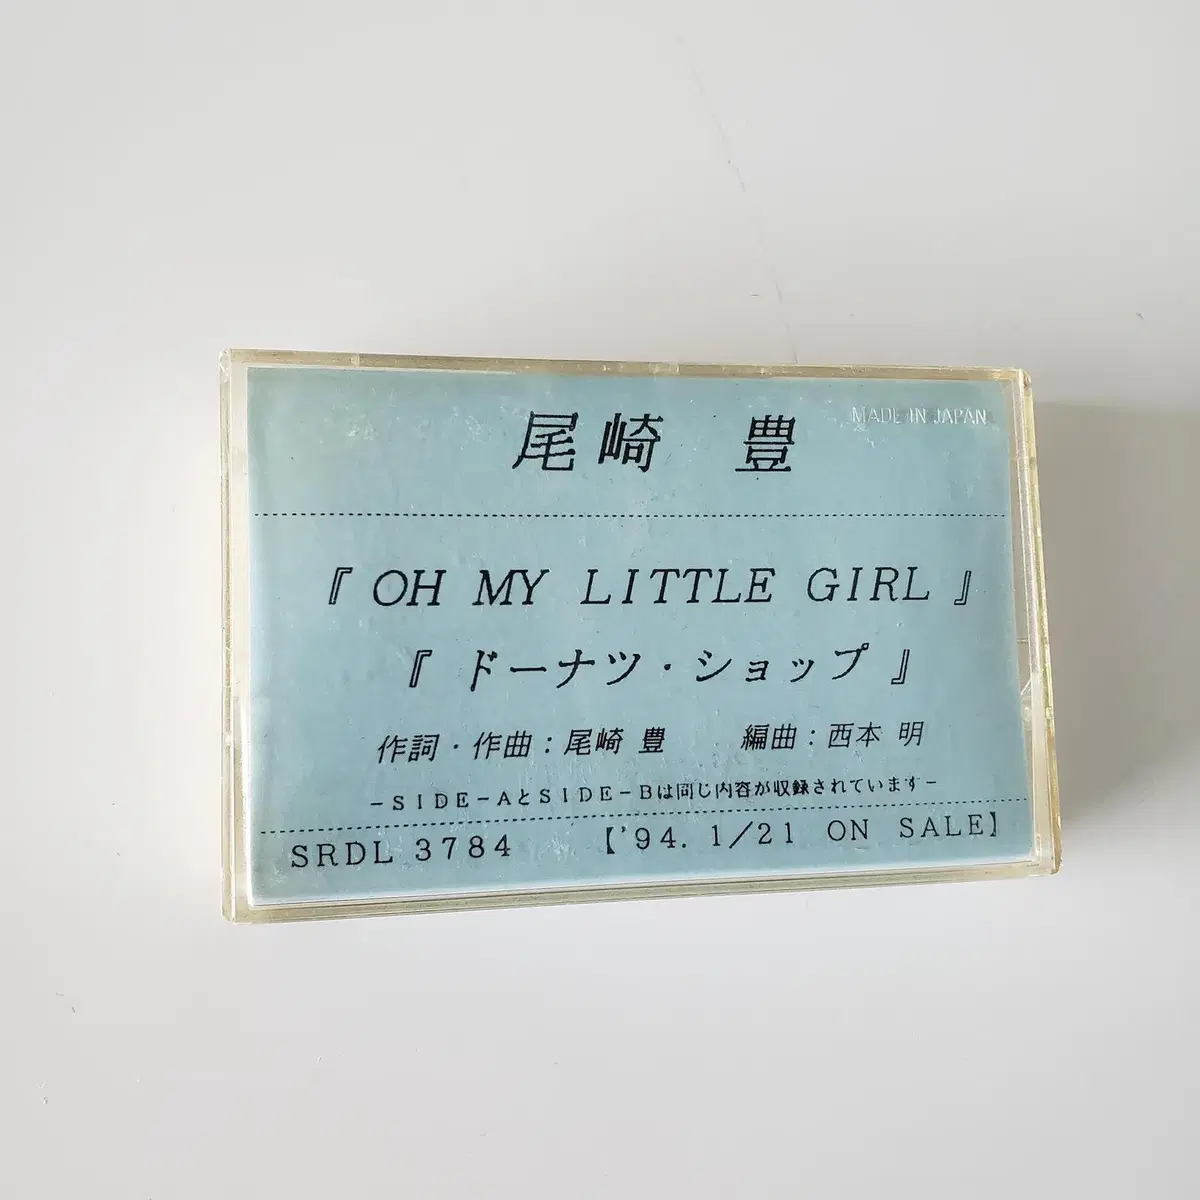 尾崎 豊
MADE IN JAPAN
『OH MY LITTLE GIRL』
『ドーナツ・ショップ』
作詞・作曲:尾崎 豊 編曲:西本 明
-SIDE-AとSIDE-Bは同じ内容が収録されています-
SRDL 3784 【'94.1/21 ON SALE】